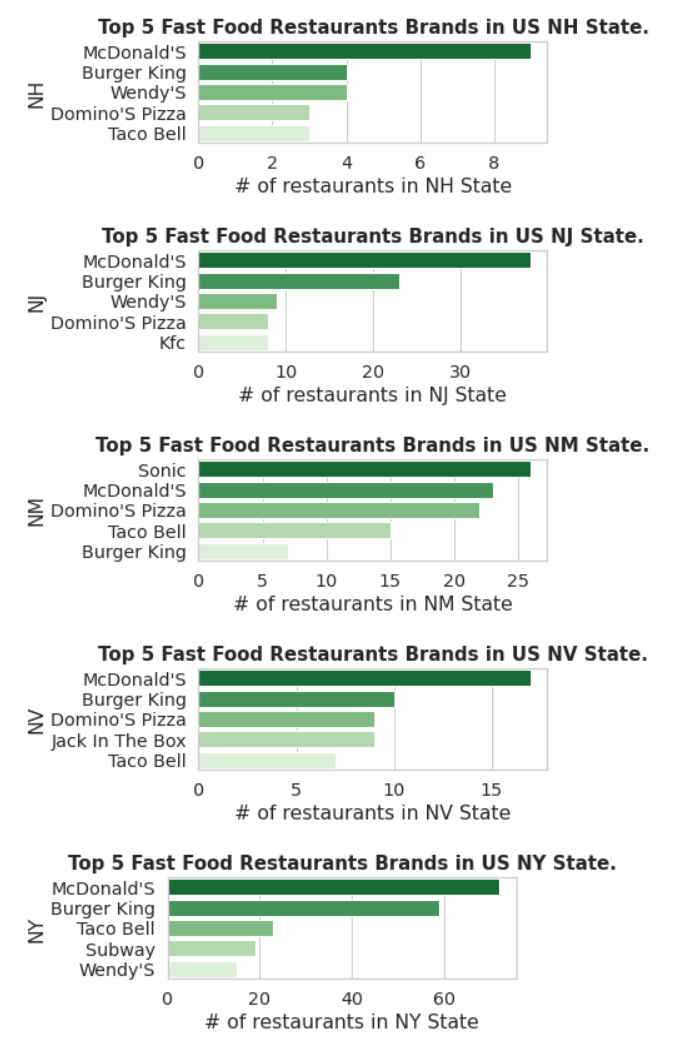 Top 5 Fast Food Restaurants Brands in US NH State.
McDonald'S
Burger King
Wendy'S
Domino'S Pizza
Taco Bell
NH
0 2 4 6 8
# of restaurants in NH State
Top 5 Fast Food Restaurants Brands in US NJ State.
McDonald'S
Burger King
Wendy'S
Domino'S Pizza
Kfc
NJ
0 10 20 30
# of restaurants in NJ State
Top 5 Fast Food Restaurants Brands in US NM State.
Sonic
McDonald'S
Domino'S Pizza
Taco Bell
Burger King
NM
0 5 10 15 20 25
# of restaurants in NM State
Top 5 Fast Food Restaurants Brands in US NV State.
McDonald'S
Burger King
Domino'S Pizza
Jack In The Box
Taco Bell
NV
0 5 10 15
# of restaurants in NV State
Top 5 Fast Food Restaurants Brands in US NY State.
McDonald'S
Burger King
Taco Bell
Subway
Wendy'S
NY
0 20 40 60
# of restaurants in NY State